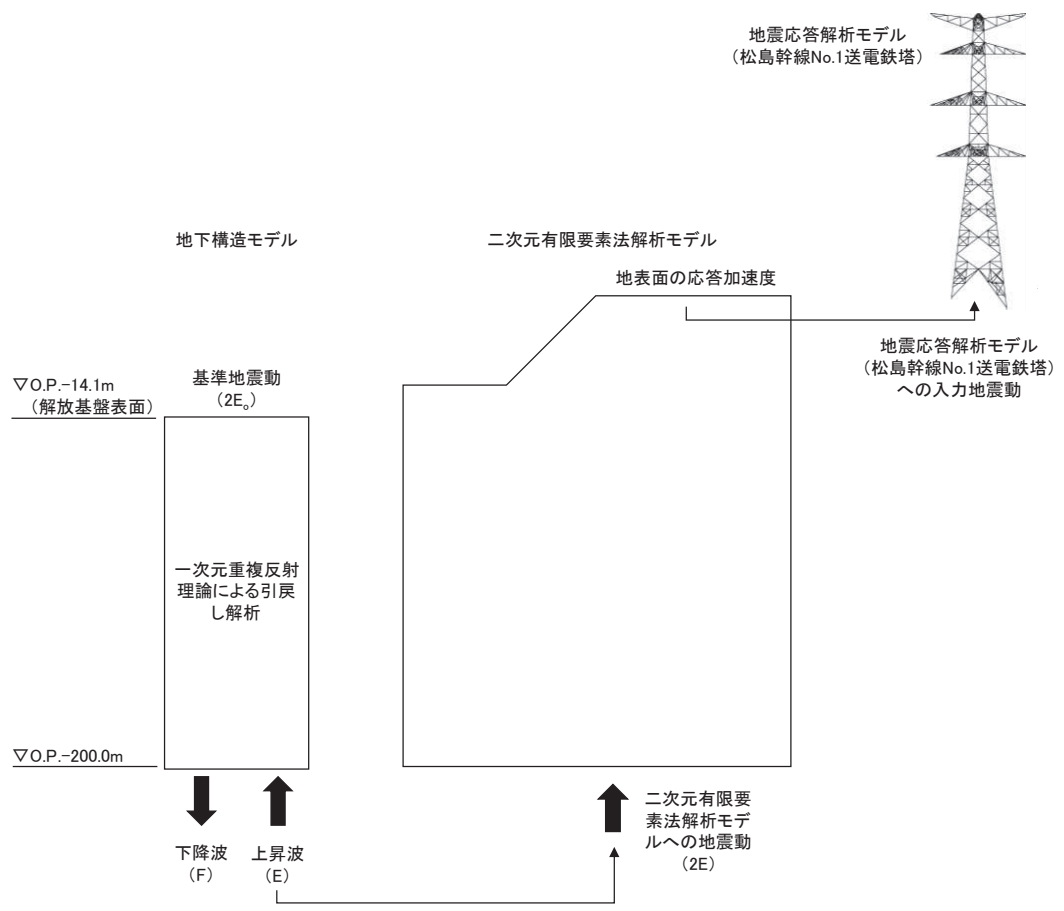 地震応答解析モデル
（松島幹線No.1送電鉄塔）
地下構造モデル
二次元有限要素法解析モデル
地表面の応答加速度
地震応答解析モデル
（松島幹線No.1送電鉄塔）
への入力地震動
▽O.P.-14.1m
（解放基盤表面）
基準地震動
（2E₀）
一次元重複反射
理論による引戻
し解析
▽O.P.-200.0m
下降波
（F）
上昇波
（E）
二次元有限要
素法解析モデ
ルへの地震動
（2E）